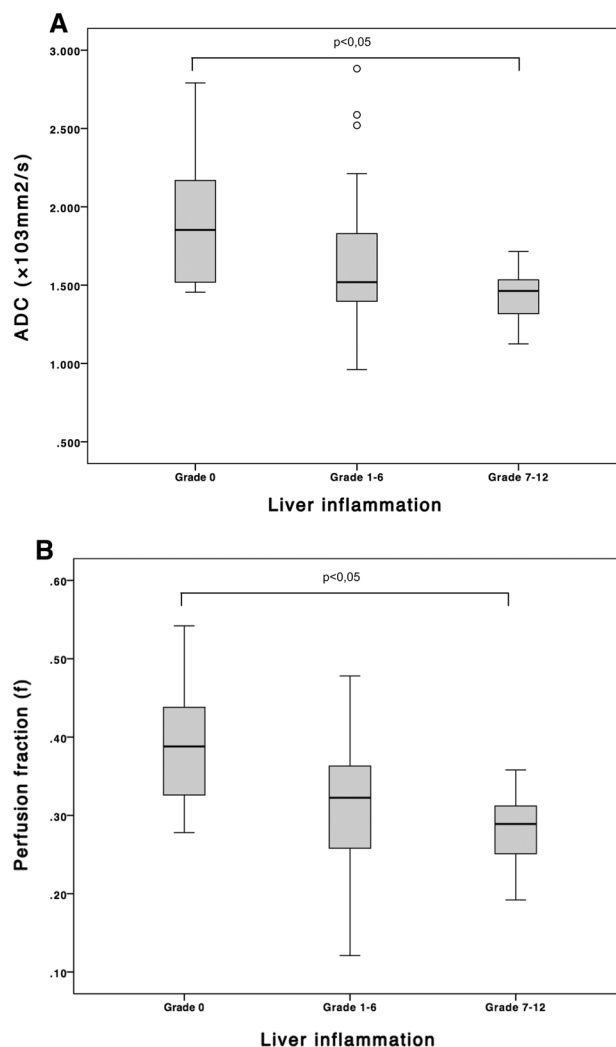 A
p<0,05
3.000
2.500
2.000
1.500
1.000
.500
ADC (×103mm2/s)
Grade 0 Grade 1-6 Grade 7-12
Liver inflammation
B
p<0,05
.60
.50
.40
.30
.20
.10
Perfusion fraction (f)
Grade 0 Grade 1-6 Grade 7-12
Liver inflammation